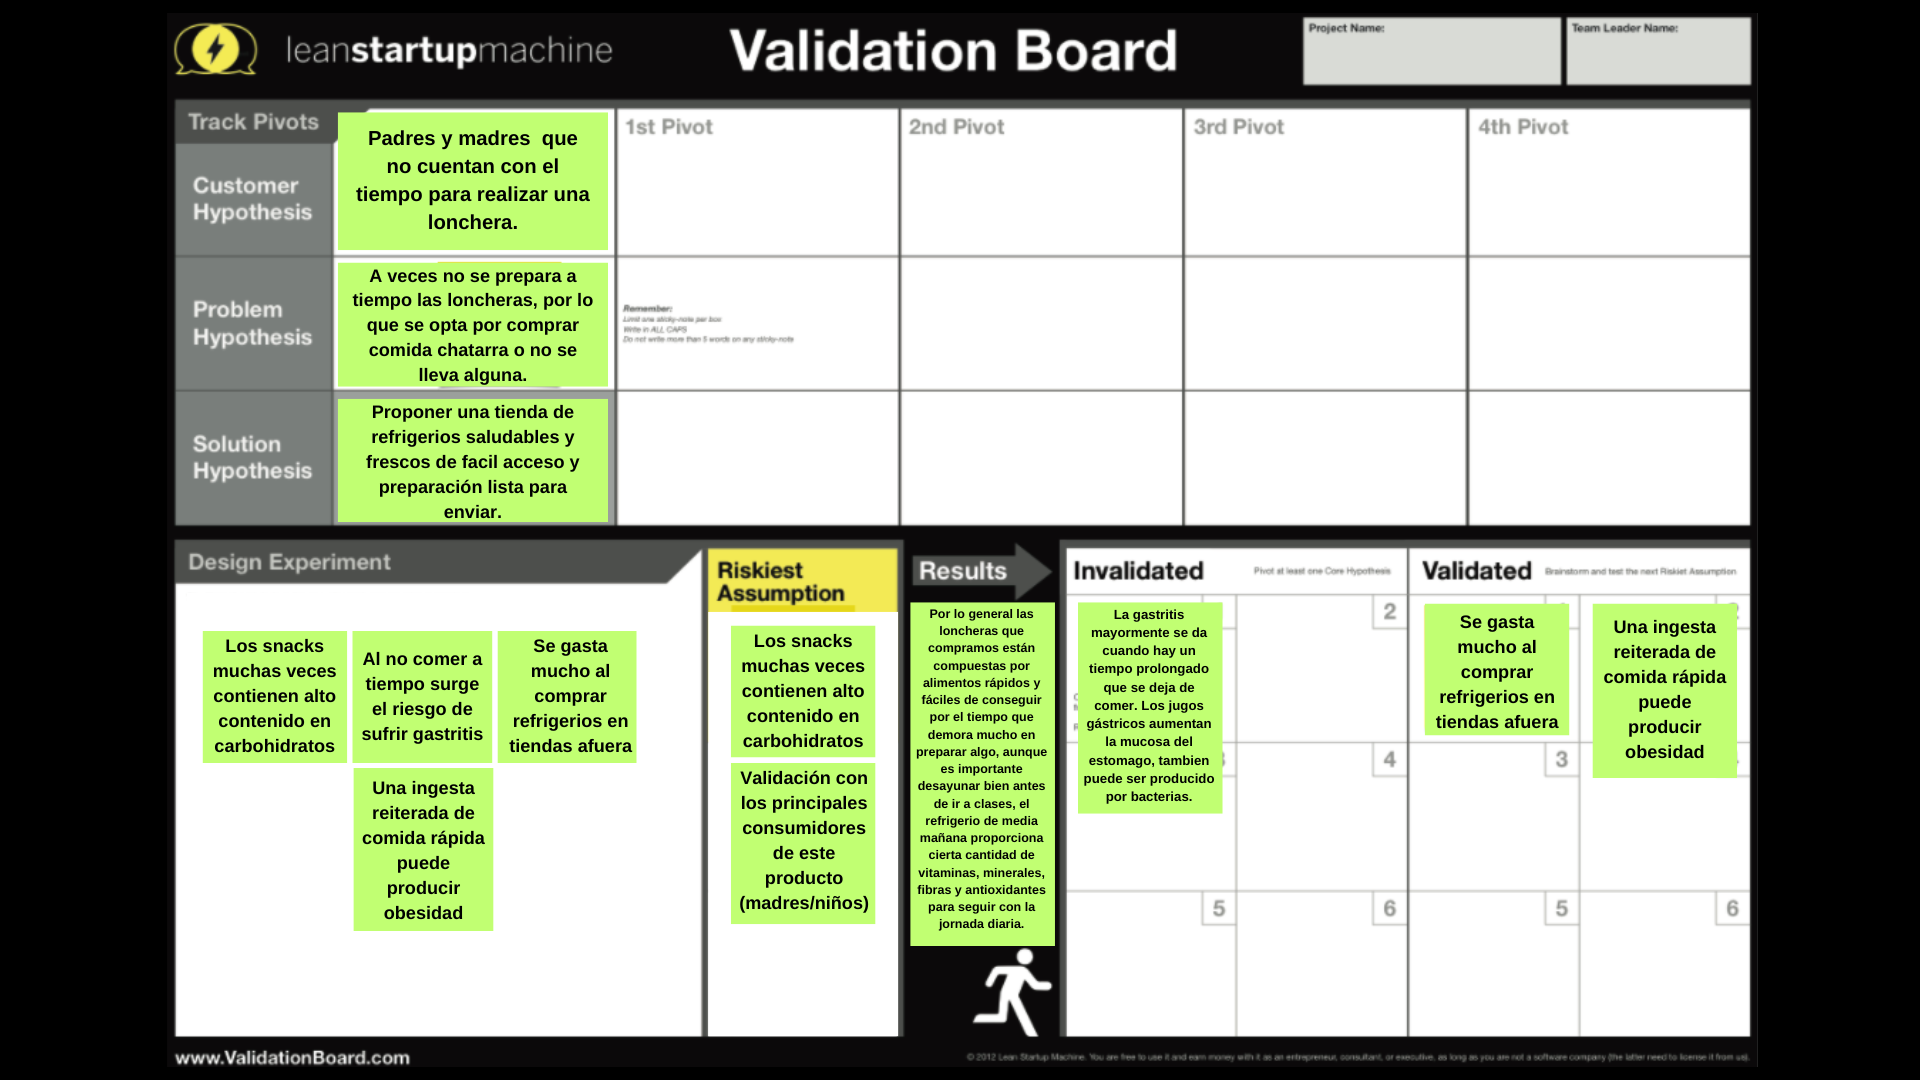 leanstartupmachine
Validation Board
Project Name:
Team Leader Name:
Track Pivots
1st Pivot
2nd Pivot
3rd Pivot
4th Pivot
Customer
Hypothesis
Padres y madres que
no cuentan con el
tiempo para realizar una
lonchera.
Problem
Hypothesis
A veces no se prepara a
tiempo las loncheras, por lo
que se opta por comprar
comida chatarra o no se
lleva alguna.
Remember:
Limit one sticky-note per box
Write in ALL CAPS
Do not write more than 5 words on any sticky-note
Solution
Hypothesis
Proponer una tienda de
refrigerios saludables y
frescos de facil acceso y
preparación lista para
enviar.
Design Experiment
Los snacks
muchas veces
contienen alto
contenido en
carbohidratos
Al no comer a
tiempo surge
el riesgo de
sufrir gastritis
Se gasta
mucho al
comprar
refrigerios en
tiendas afuera
Una ingesta
reiterada de
comida rápida
puede
producir
obesidad
Riskiest
Assumption
Los snacks
muchas veces
contienen alto
contenido en
carbohidratos
Validación con
los principales
consumidores
de este
producto
(madres/niños)
Results
Por lo general las
loncheras que
compramos están
compuestas por
alimentos rápidos y
fáciles de conseguir
por el tiempo que
demora mucho en
preparar algo, aunque
es importante
desayunar bien antes
de ir a clases, el
refrigerio de media
mañana proporciona
cierta cantidad de
vitaminas, minerales,
fibras y antioxidantes
para seguir con la
jornada diaria.
Invalidated
Pivot at least one Core Hypothesis
La gastritis
mayormente se da
cuando hay un
tiempo prolongado
que se deja de
comer. Los jugos
gástricos aumentan
la mucosa del
estomago, tambien
puede ser producido
por bacterias.
2
4
5
6
Validated
Brainstorm and test the next Riskiet Assumption
Se gasta
mucho al
comprar
refrigerios en
tiendas afuera
Una ingesta
reiterada de
comida rápida
puede
producir
obesidad
3
5
6
www.ValidationBoard.com
© 2012 Lean Startup Machine. You are free to use it and earn money with it as an entrepreneur, consultant, or executive, as long as you are not a software company (the latter need to license it from us).